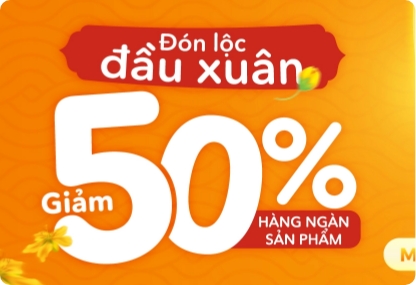 Đón lộc
đầu xuân
Giảm
50%
HÀNG NGÀN
SẢN PHẨM
M